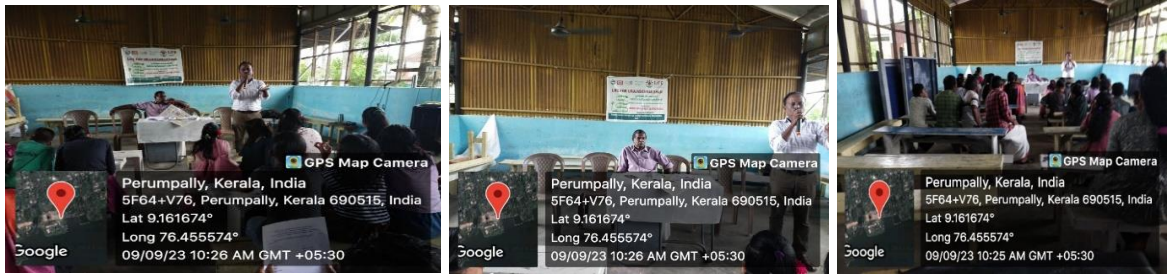 GPS Map Camera
Perumpally, Kerala, India
5F64+V76, Perumpally, Kerala 690515, India
Lat 9.161674°
Long 76.455574°
09/09/23 10:26 AM GMT +05:30
Google
GPS Map Camera
Perumpally, Kerala, India
5F64+V76, Perumpally, Kerala 690515, India
Lat 9.161674°
Long 76.455574°
09/09/23 10:26 AM GMT +05:30
Google
GPS Map Camera
Perumpally, Kerala, India
5F64+V76, Perumpally, Kerala 690515, India
Lat 9.161674°
Long 76.455574°
09/09/23 10:25 AM GMT +05:30
Google